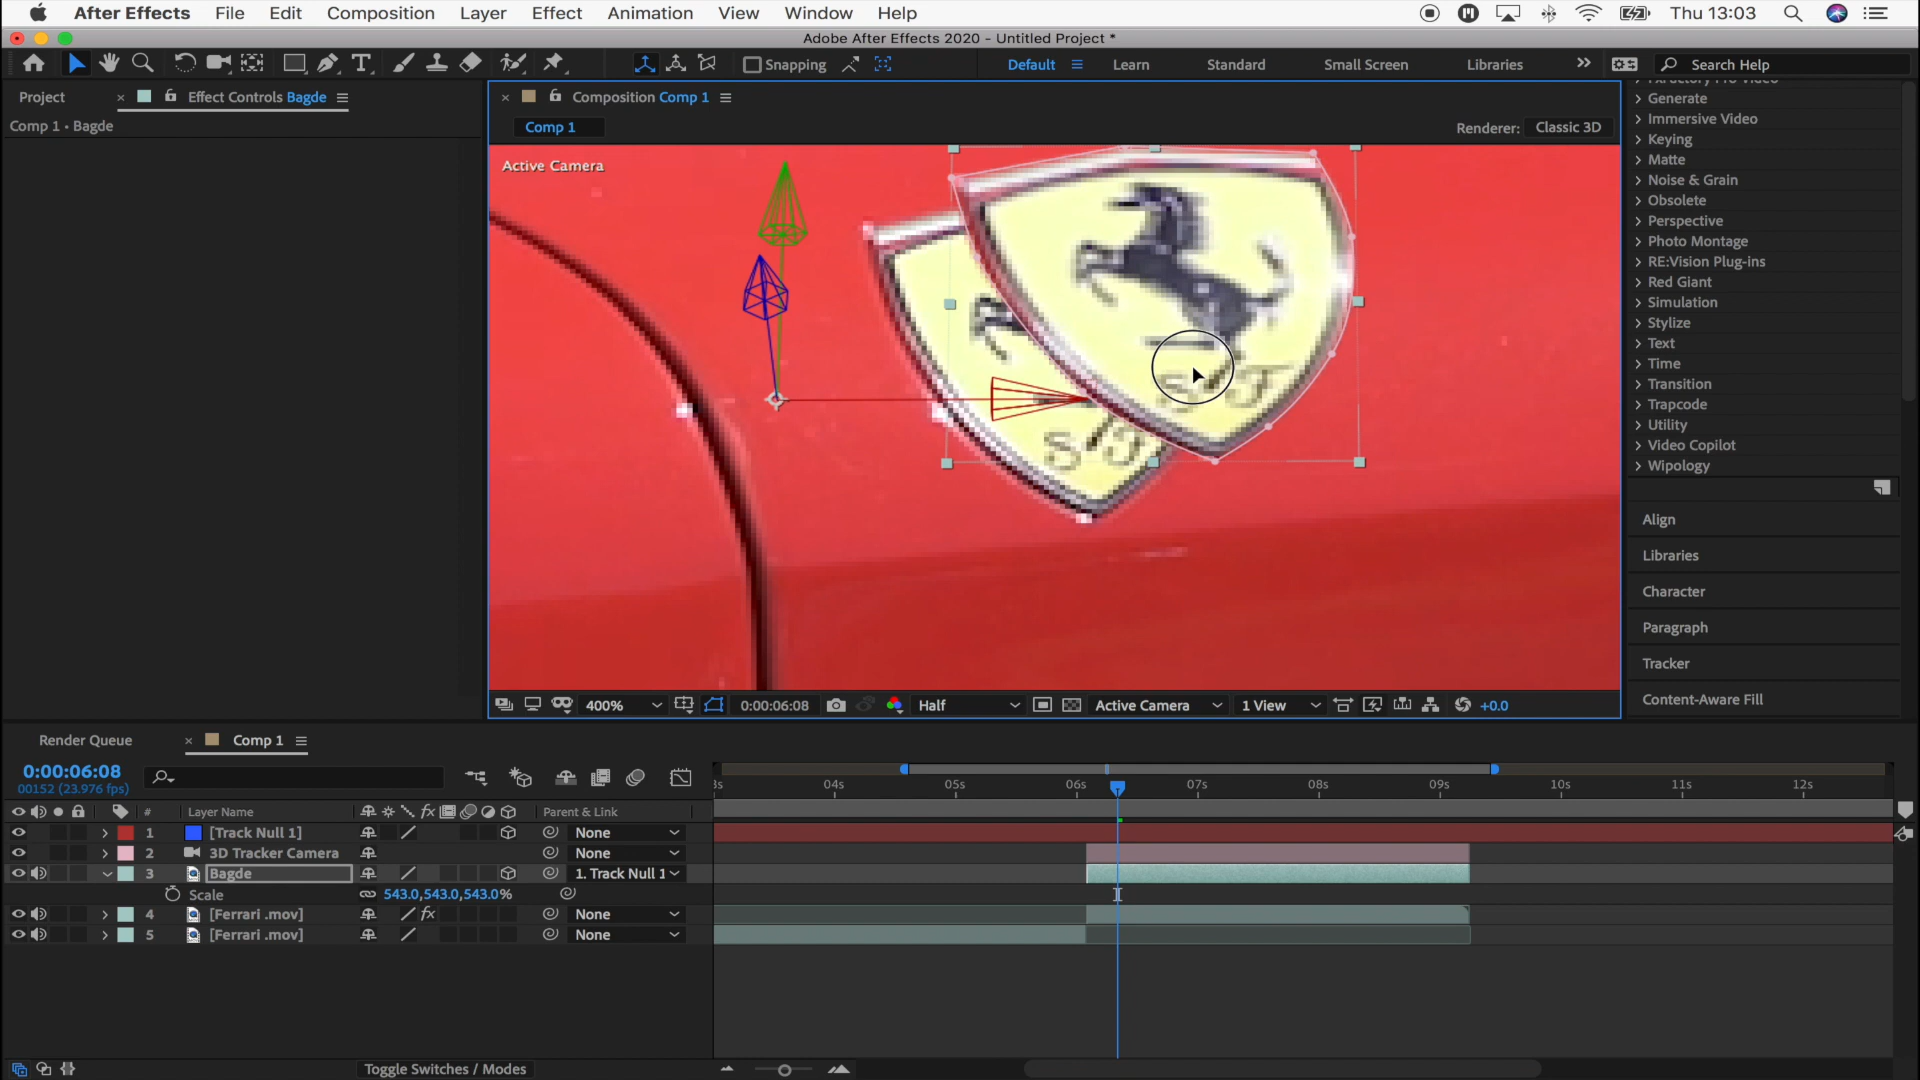 After Effects File Edit Composition Layer Effect Animation View Window Help Thu 13:03
Adobe After Effects 2020 - Untitled Project *
Snapping Default Learn Standard Small Screen Libraries Search Help
Project Effect Controls Bagde
Comp 1 • Bagde
Composition Comp 1
Comp 1
Renderer: Classic 3D
Active Camera
S F
S F
Generate
Immersive Video
Keying
Matte
Noise & Grain
Obsolete
Perspective
Photo Montage
RE:Vision Plug-ins
Red Giant
Simulation
Stylize
Text
Time
Transition
Trapcode
Utility
Video Copilot
Wipology
Align
Libraries
Character
Paragraph
Tracker
Content-Aware Fill
400% 0:00:06:08 Half Active Camera 1 View +0.0
Render Queue Comp 1
0:00:06:08
00152 (23.976 fps)
04s 05s 06s 07s 08s 09s 10s 11s 12s
# Layer Name Parent & Link
1 [Track Null 1] None
2 3D Tracker Camera None
3 Bagde 1. Track Null 1
Scale 543.0,543.0,543.0%
4 [Ferrari .mov] fx None
5 [Ferrari .mov] None
Toggle Switches / Modes